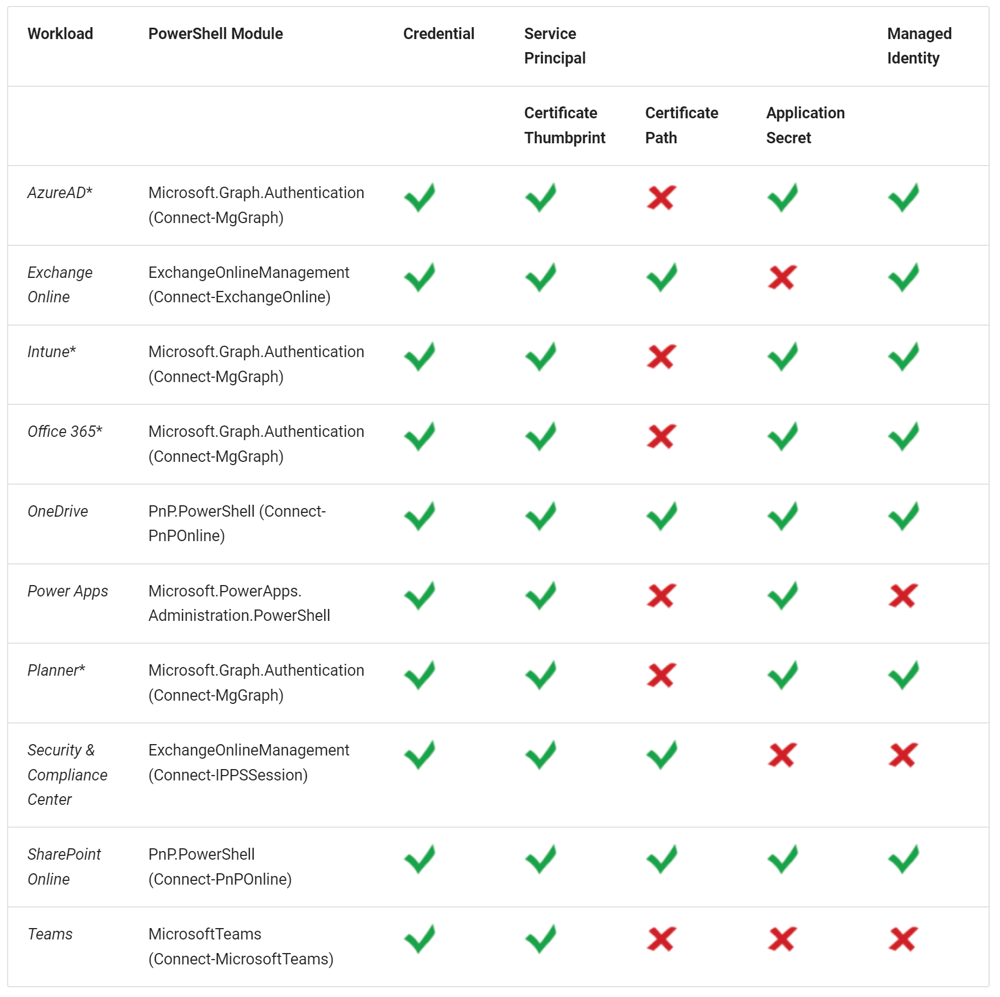 Workload PowerShell Module Credential Service Managed
Principal Identity
Certificate Certificate Application
Thumbprint Path Secret
AzureAD* Microsoft.Graph.Authentication
(Connect-MgGraph)
Exchange ExchangeOnlineManagement
Online (Connect-ExchangeOnline)
Intune* Microsoft.Graph.Authentication
(Connect-MgGraph)
Office 365* Microsoft.Graph.Authentication
(Connect-MgGraph)
OneDrive PnP.PowerShell (Connect-
PnPOnline)
Power Apps Microsoft.PowerApps.
Administration.PowerShell
Planner* Microsoft.Graph.Authentication
(Connect-MgGraph)
Security & ExchangeOnlineManagement
Compliance (Connect-IPPSSession)
Center
SharePoint PnP.PowerShell
Online (Connect-PnPOnline)
Teams MicrosoftTeams
(Connect-MicrosoftTeams)